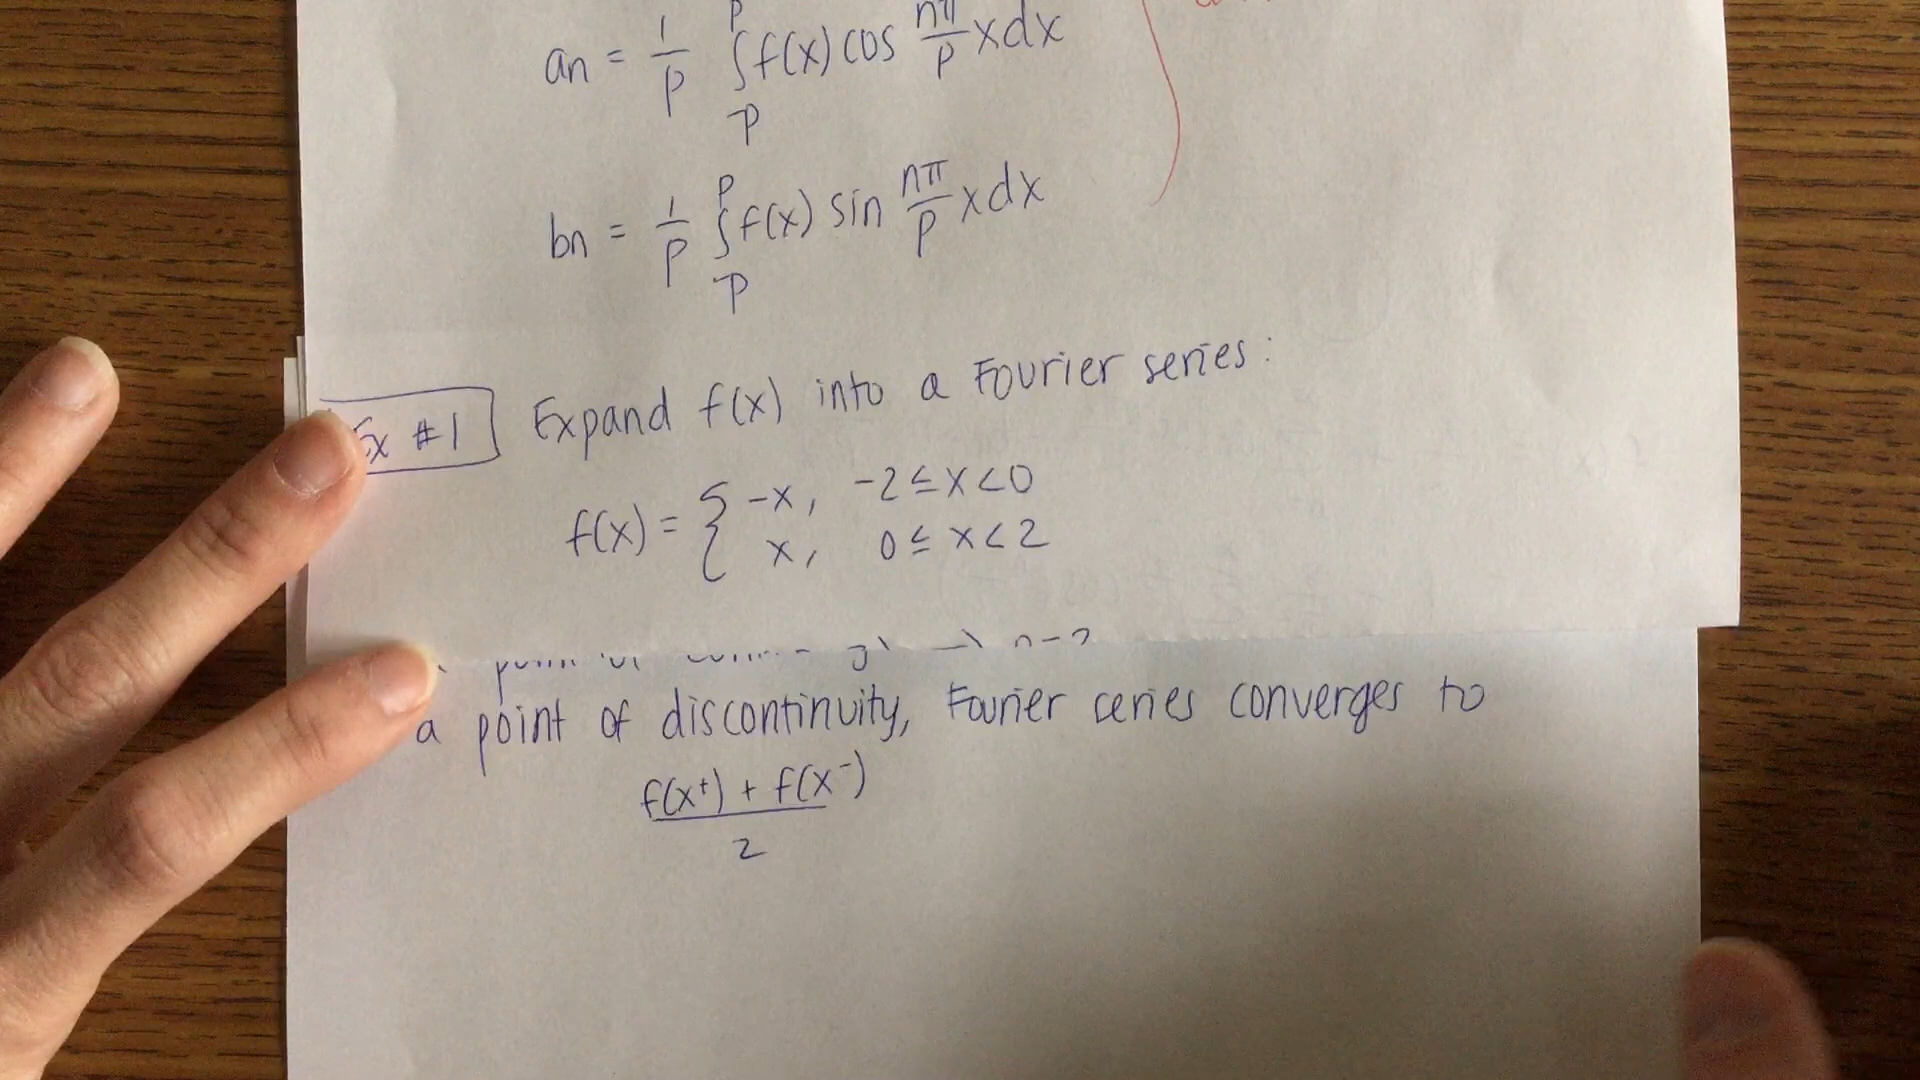 an = 1/p ∫_{-p}^{p} f(x) cos nπ/p x dx
bn = 1/p ∫_{-p}^{p} f(x) sin nπ/p x dx
Ex #1 Expand f(x) into a Fourier series:
f(x) = { -x, -2 ≤ x < 0
x, 0 ≤ x < 2
a point of discontinuity, Fourier series converges to
f(x⁺) + f(x⁻)
2